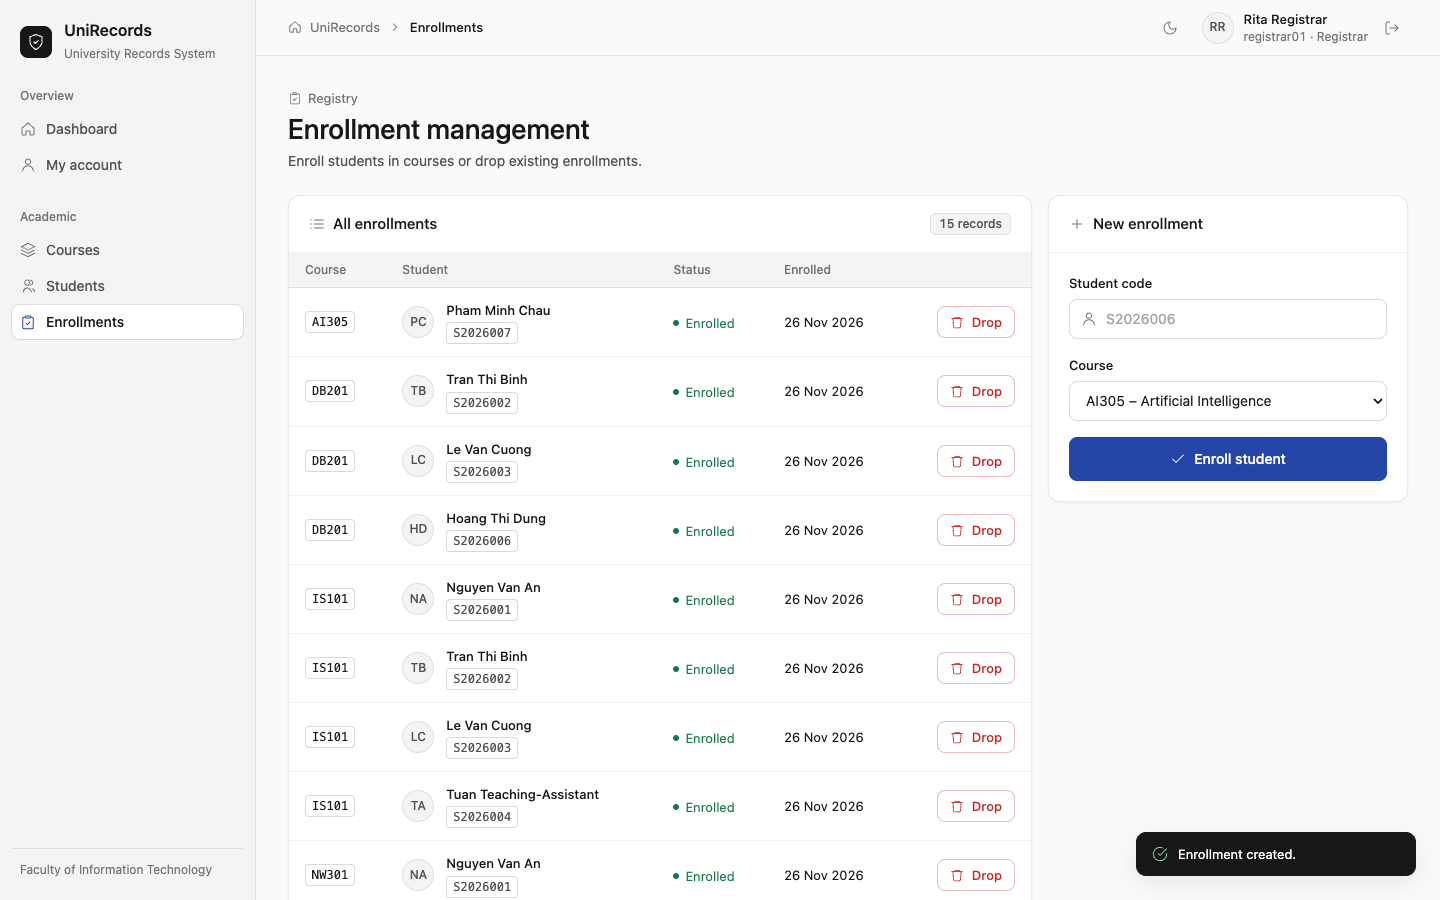 UniRecords
University Records System
Overview
Dashboard
My account
Academic
Courses
Students
Enrollments
Faculty of Information Technology
UniRecords > Enrollments
RR
Rita Registrar
registrar01 · Registrar
Registry
Enrollment management
Enroll students in courses or drop existing enrollments.
All enrollments
15 records
Course Student Status Enrolled
AI305 PC Pham Minh Chau S2026007 Enrolled 26 Nov 2026 Drop
DB201 TB Tran Thi Binh S2026002 Enrolled 26 Nov 2026 Drop
DB201 LC Le Van Cuong S2026003 Enrolled 26 Nov 2026 Drop
DB201 HD Hoang Thi Dung S2026006 Enrolled 26 Nov 2026 Drop
IS101 NA Nguyen Van An S2026001 Enrolled 26 Nov 2026 Drop
IS101 TB Tran Thi Binh S2026002 Enrolled 26 Nov 2026 Drop
IS101 LC Le Van Cuong S2026003 Enrolled 26 Nov 2026 Drop
IS101 TA Tuan Teaching-Assistant S2026004 Enrolled 26 Nov 2026 Drop
NW301 NA Nguyen Van An S2026001 Enrolled 26 Nov 2026 Drop
New enrollment
Student code
S2026006
Course
AI305 – Artificial Intelligence
Enroll student
Enrollment created.